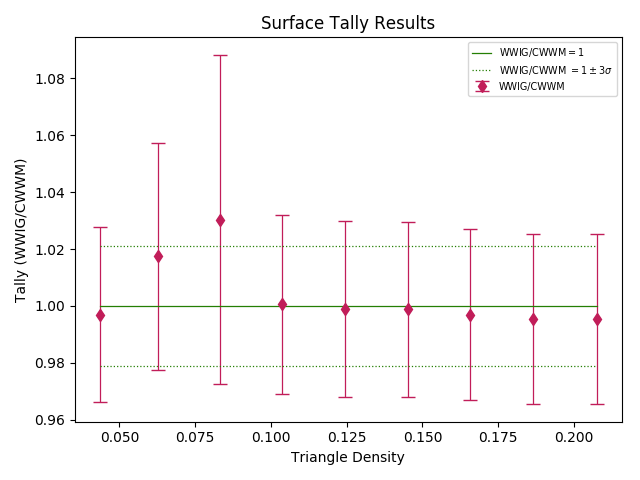 Surface Tally Results
WWIG/CWWM = 1
WWIG/CWWM = 1 ± 3σ
WWIG/CWWM
Tally (WWIG/CWWM)
1.08
1.06
1.04
1.02
1.00
0.98
0.96
0.050 0.075 0.100 0.125 0.150 0.175 0.200
Triangle Density